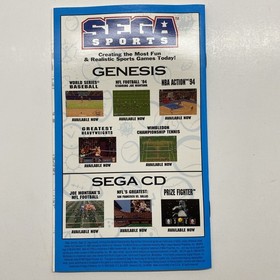 SEGA
SPORTS
Creating the Most Fun
& Realistic Sports Games Today!
GENESIS
WORLD SERIES
BASEBALL
NFL FOOTBALL '94
STARRING JOE MONTANA
NBA ACTION '94
AVAILABLE NOW
AVAILABLE NOW
AVAILABLE NOW
GREATEST
HEAVYWEIGHTS
WIMBLEDON
CHAMPIONSHIP TENNIS
AVAILABLE NOW
AVAILABLE NOW
SEGA CD
JOE MONTANA'S
NFL FOOTBALL
NFL'S GREATEST:
SAN FRANCISCO VS. DALLAS
PRIZE FIGHTER
AVAILABLE NOW
AVAILABLE NOW
AVAILABLE NOW